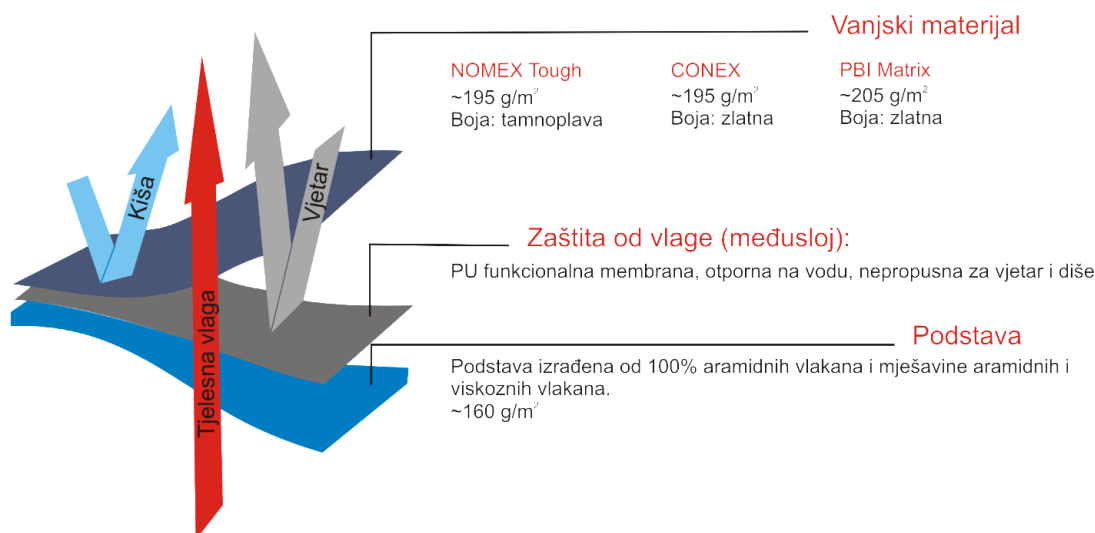 Vanjski materijal
NOMEX Tough
~195 g/m²
Boja: tamnoplava
CONEX
~195 g/m²
Boja: zlatna
PBI Matrix
~205 g/m²
Boja: zlatna
Kiša
Tjelesna vlaga
Vjetar
Zaštita od vlage (međusloj):
PU funkcionalna membrana, otporna na vodu, nepropusna za vjetar i diše
Podstava
Podstava izrađena od 100% aramidnih vlakana i mješavine aramidnih i
viskoznih vlakana.
~160 g/m²